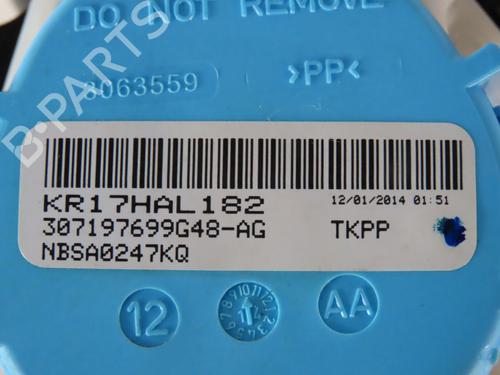 DO NOT REMOVE
3063559
>PP<
KR17HAL182
12/01/2014 01:51
307197699G48-AG
TKPP
NBSA0247KQ
12
AA
B-PARTS